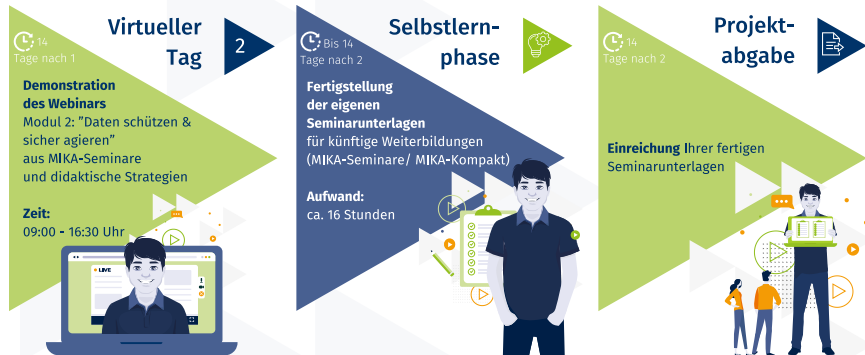 Virtueller
Tag
2
14
Tage nach 1
Demonstration
des Webinars
Modul 2: "Daten schützen &
sicher agieren"
aus MIKA-Seminare
und didaktische Strategien
Zeit:
09:00 - 16:30 Uhr
LIVE
Selbstlern-
phase
Bis 14
Tage nach 2
Fertigstellung
der eigenen
Seminarunterlagen
für künftige Weiterbildungen
(MIKA-Seminare/ MIKA-Kompakt)
Aufwand:
ca. 16 Stunden
Projekt-
abgabe
14
Tage nach 2
Einreichung Ihrer fertigen
Seminarunterlagen